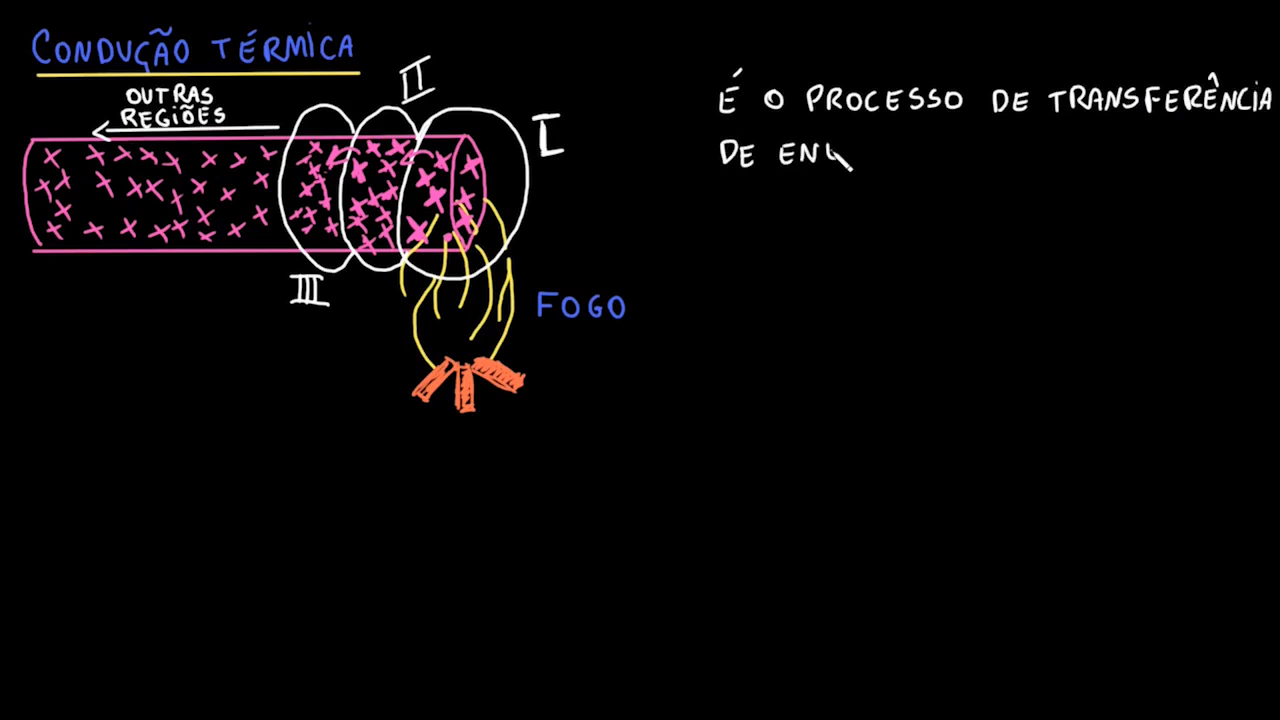 CONDUÇÃO TÉRMICA
OUTRAS
REGIÕES
II
I
III
FOGO
É O PROCESSO DE TRANSFERÊNCIA
DE EN